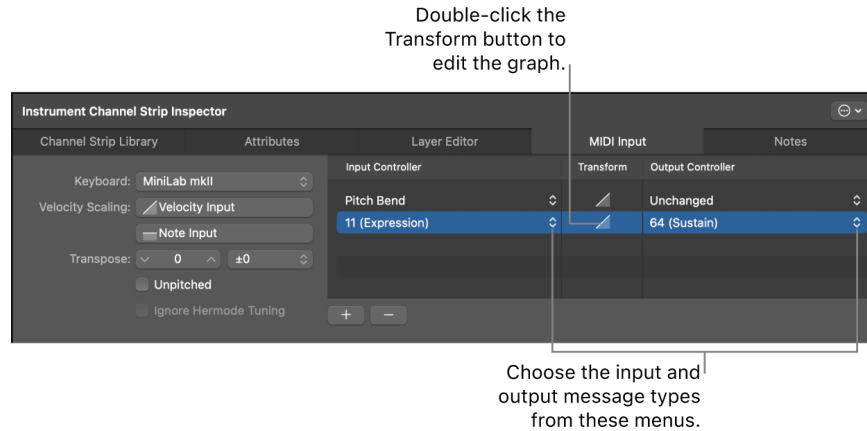 Double-click the
Transform button to
edit the graph.
Instrument Channel Strip Inspector
Channel Strip Library Attributes Layer Editor MIDI Input Notes
Input Controller Transform Output Controller
Keyboard: MiniLab mkII
Pitch Bend Unchanged
Velocity Scaling: Velocity Input
11 (Expression) 64 (Sustain)
Note Input
Transpose: 0 ±0
Unpitched
Ignore Hermode Tuning
+ −
Choose the input and
output message types
from these menus.